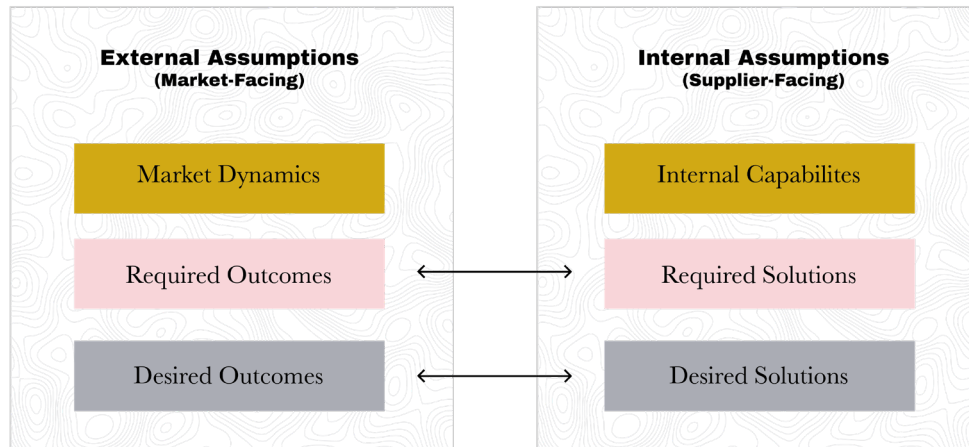 External Assumptions
(Market-Facing)
Market Dynamics
Required Outcomes
Desired Outcomes
Internal Assumptions
(Supplier-Facing)
Internal Capabilites
Required Solutions
Desired Solutions